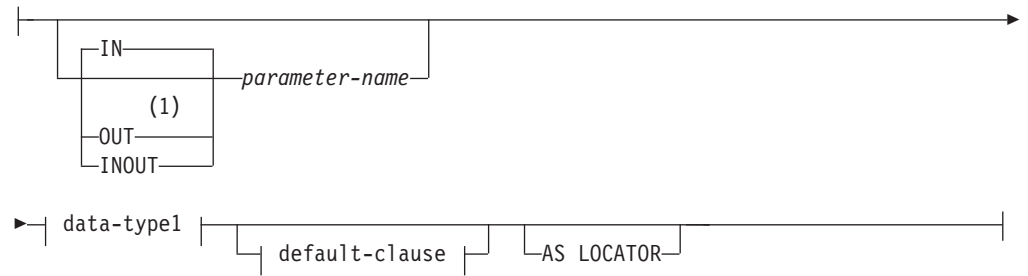 IN
parameter-name
(1)
OUT
INOUT
data-type1
default-clause
AS LOCATOR